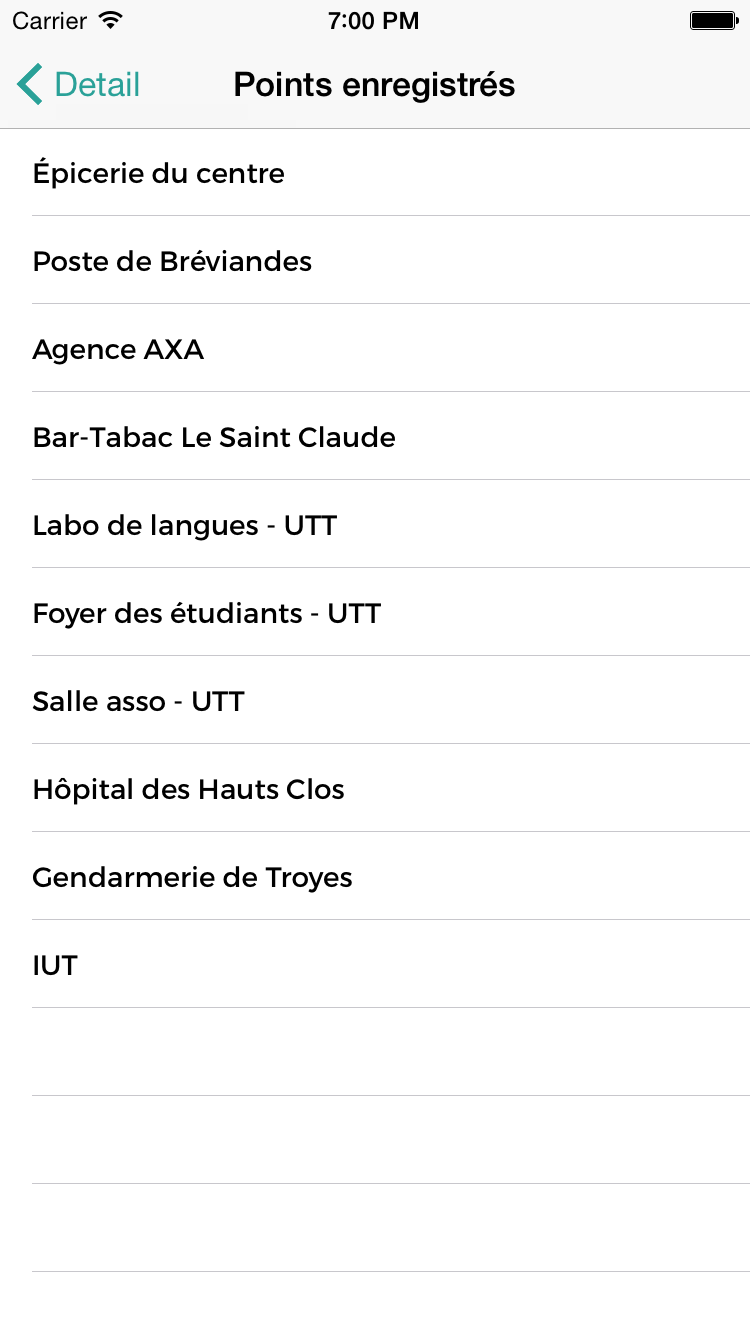 Carrier 7:00 PM
Detail Points enregistrés
Épicerie du centre
Poste de Bréviandes
Agence AXA
Bar-Tabac Le Saint Claude
Labo de langues - UTT
Foyer des étudiants - UTT
Salle asso - UTT
Hôpital des Hauts Clos
Gendarmerie de Troyes
IUT